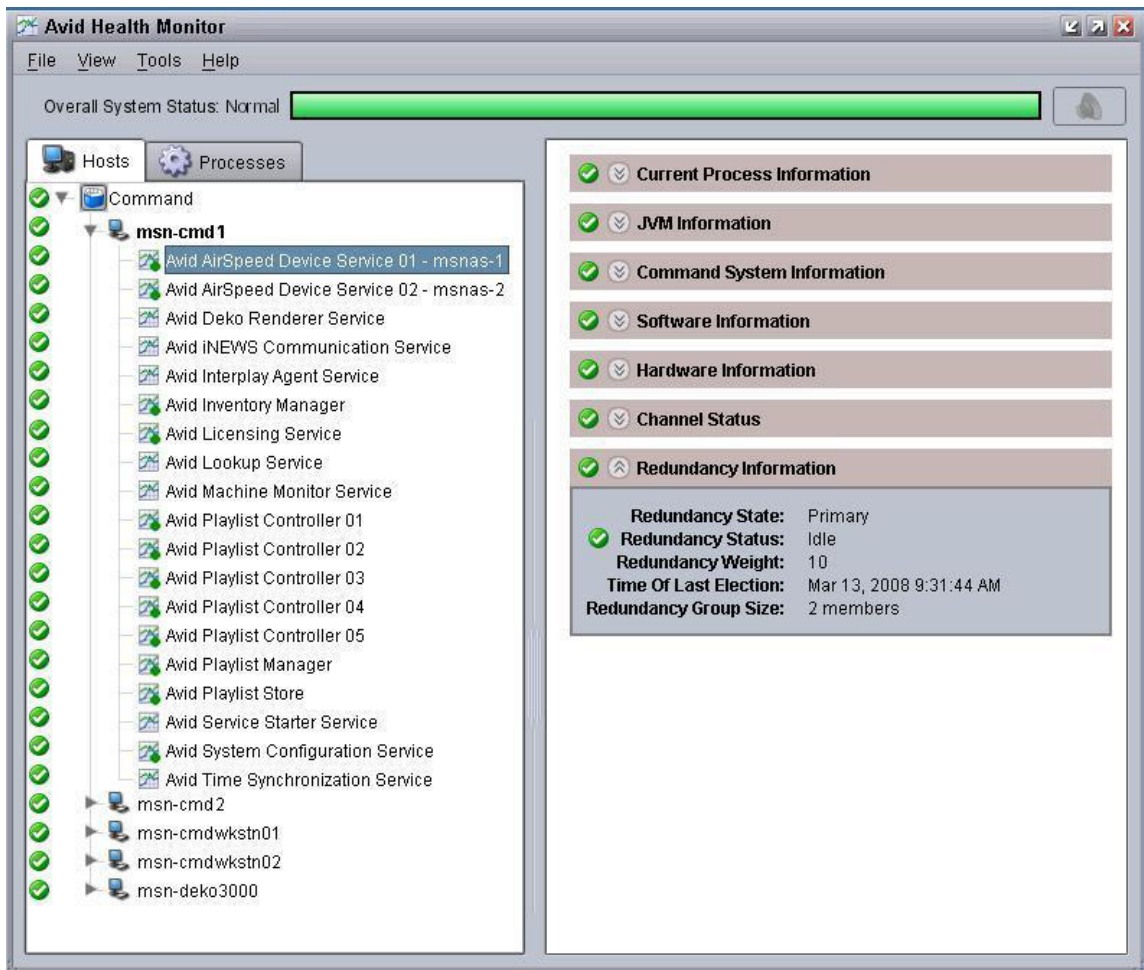 Avid Health Monitor
File View Tools Help
Overall System Status: Normal
Hosts Processes
Command
msn-cmd1
Avid AirSpeed Device Service 01 - msnas-1
Avid AirSpeed Device Service 02 - msnas-2
Avid Deko Renderer Service
Avid iNEWS Communication Service
Avid Interplay Agent Service
Avid Inventory Manager
Avid Licensing Service
Avid Lookup Service
Avid Machine Monitor Service
Avid Playlist Controller 01
Avid Playlist Controller 02
Avid Playlist Controller 03
Avid Playlist Controller 04
Avid Playlist Controller 05
Avid Playlist Manager
Avid Playlist Store
Avid Service Starter Service
Avid System Configuration Service
Avid Time Synchronization Service
msn-cmd2
msn-cmdwkstn01
msn-cmdwkstn02
msn-deko3000
Current Process Information
JVM Information
Command System Information
Software Information
Hardware Information
Channel Status
Redundancy Information
Redundancy State: Primary
Redundancy Status: Idle
Redundancy Weight: 10
Time Of Last Election: Mar 13, 2008 9:31:44 AM
Redundancy Group Size: 2 members